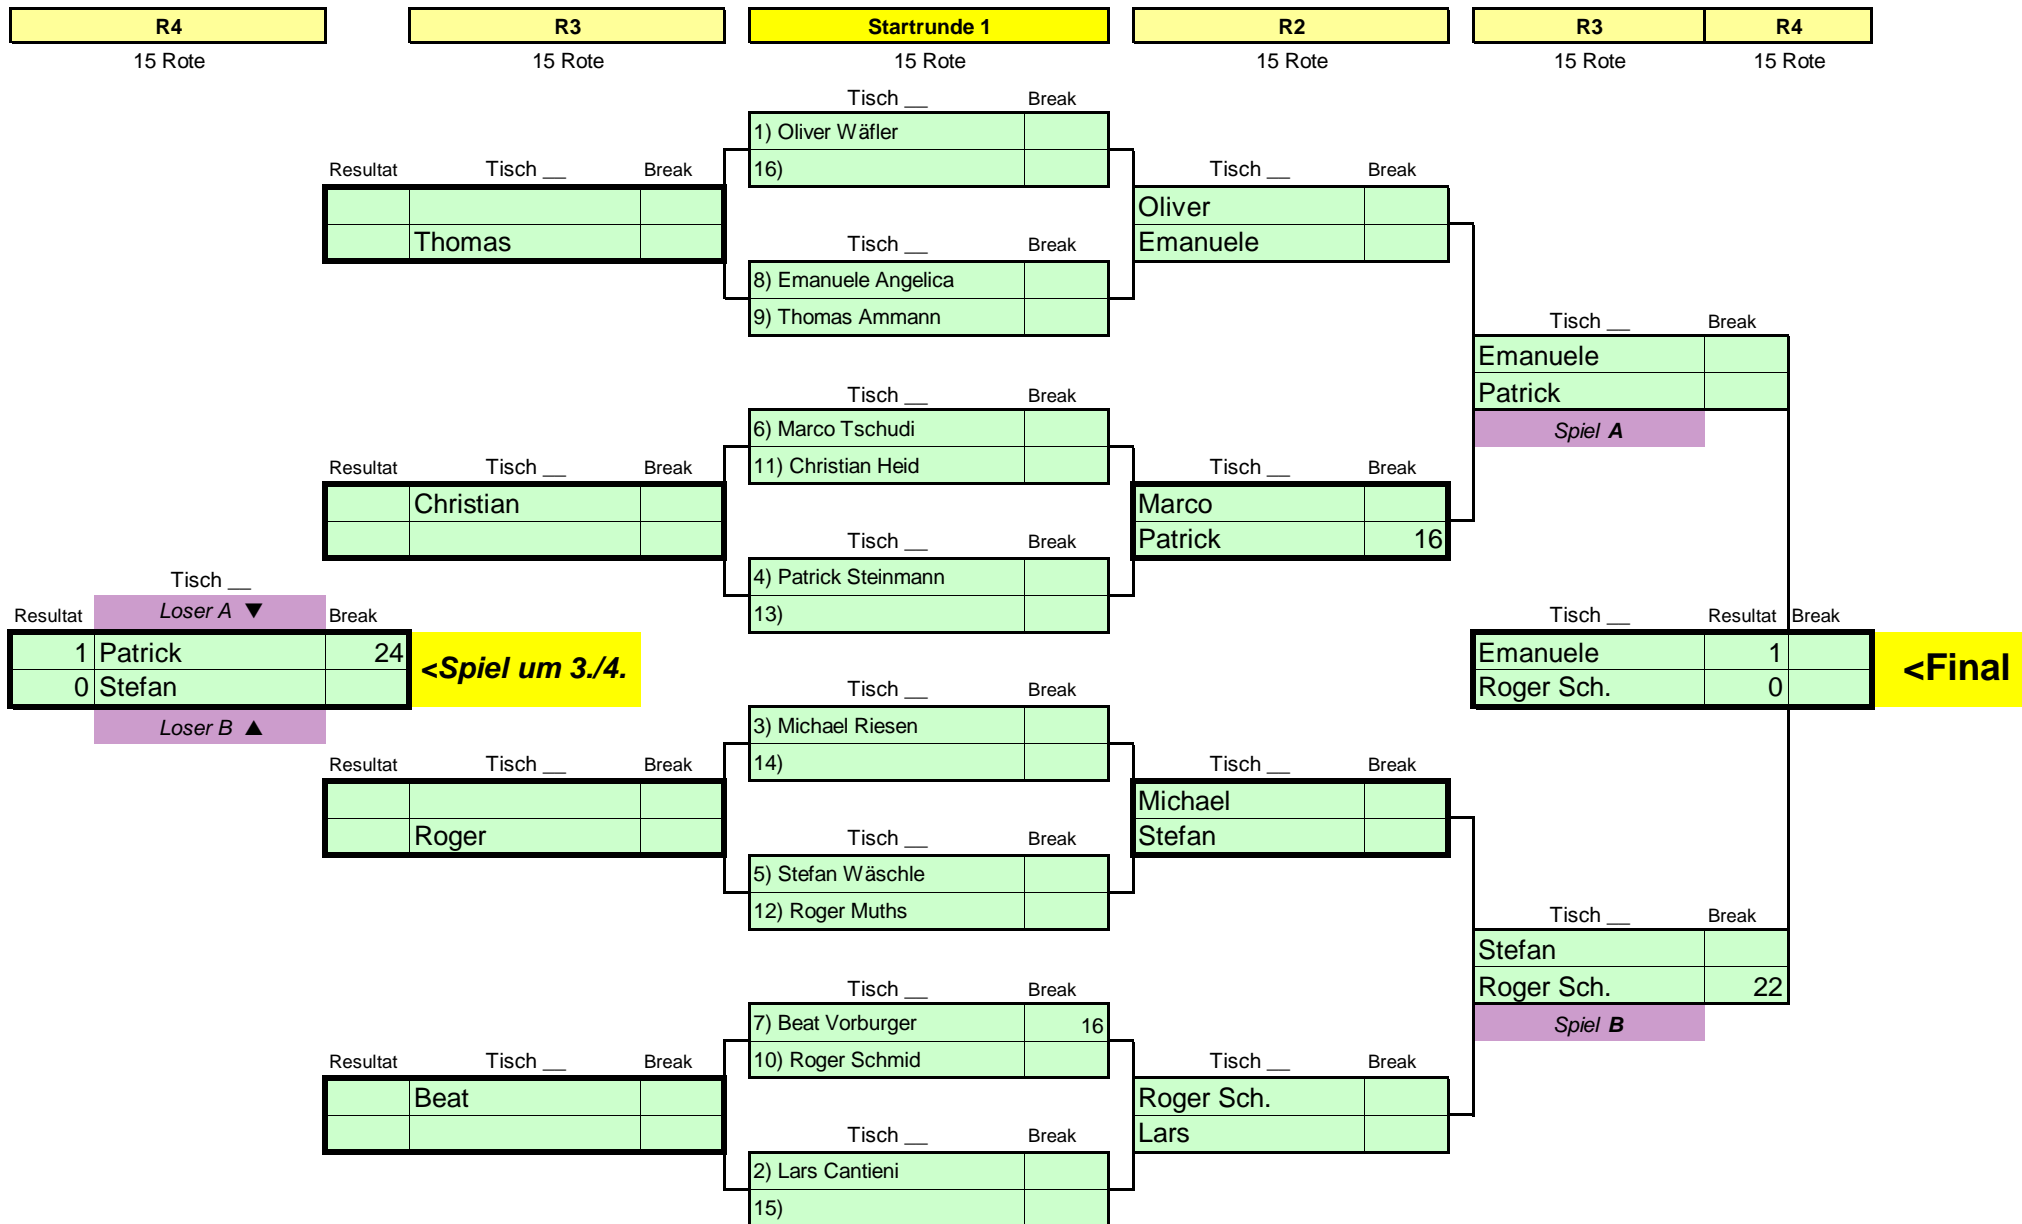 R4 R3 Startrunde 1 R2 R3 R4
15 Rote 15 Rote 15 Rote 15 Rote 15 Rote 15 Rote
Tisch __ Break
1) Oliver Wäfler
Resultat Tisch __ Break 16) Tisch __ Break
Oliver
Thomas Tisch __ Break Emanuele
8) Emanuele Angelica
9) Thomas Ammann Tisch __ Break
Emanuele
Tisch __ Break Patrick
6) Marco Tschudi Spiel A
Resultat Tisch __ Break 11) Christian Heid Tisch __ Break
Christian Marco
Tisch __ Break Patrick 16
Tisch __ 4) Patrick Steinmann
Resultat Loser A ▼ Break 13) Tisch __ Resultat Break
1 Patrick 24 <Spiel um 3./4. Emanuele 1 <Final
0 Stefan Tisch __ Break Roger Sch. 0
Loser B ▲ 3) Michael Riesen
Resultat Tisch __ Break 14) Tisch __ Break
Michael
Roger Tisch __ Break Stefan
5) Stefan Wäschle
12) Roger Muths Tisch __ Break
Stefan
Tisch __ Break Roger Sch. 22
7) Beat Vorburger 16 Spiel B
Resultat Tisch __ Break 10) Roger Schmid Tisch __ Break
Beat Roger Sch.
Tisch __ Break Lars
2) Lars Cantieni
15)